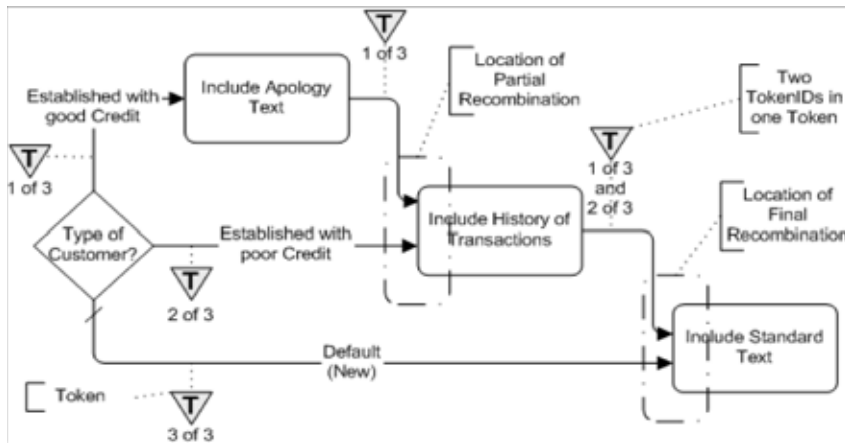 T
1 of 3
Include Apology
Text
Location of
Partial
Recombination
Two
TokenIDs in
one Token
Established with
good Credit
T
1 of 3
T
1 of 3
and
2 of 3
Location of
Final
Recombination
Type of
Customer?
Established with
poor Credit
Include History of
Transactions
T
2 of 3
Include Standard
Text
Default
(New)
Token
T
3 of 3